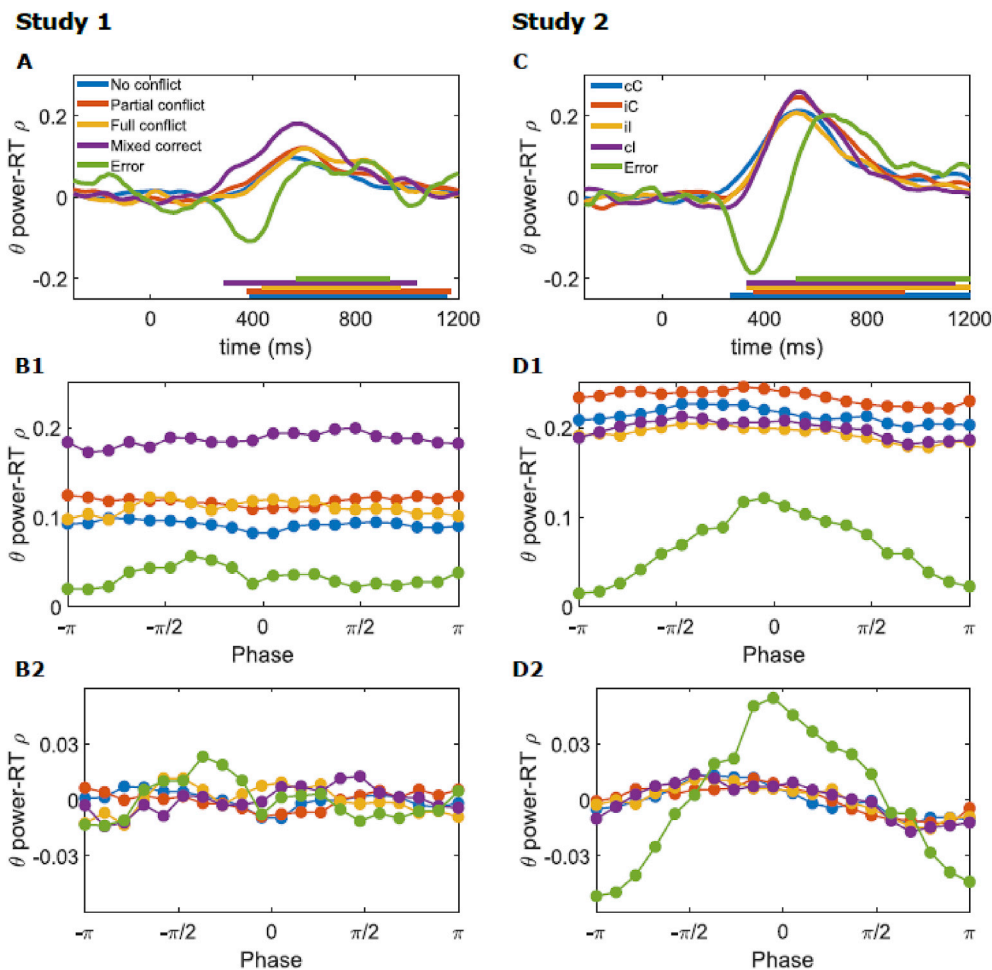 Study 1
Study 2
A
No conflict
Partial conflict
Full conflict
Mixed correct
Error
θ power-RT ρ
0.2
0
-0.2
0
400
800
1200
time (ms)
C
cC
iC
iI
cI
Error
θ power-RT ρ
0.2
0
-0.2
0
400
800
1200
time (ms)
B1
θ power-RT ρ
0.2
0.1
0
-π
-π/2
0
π/2
π
Phase
D1
θ power-RT ρ
0.2
0.1
0
-π
-π/2
0
π/2
π
Phase
B2
θ power-RT ρ
0.03
0
-0.03
-π
-π/2
0
π/2
π
Phase
D2
θ power-RT ρ
0.03
0
-0.03
-π
-π/2
0
π/2
π
Phase